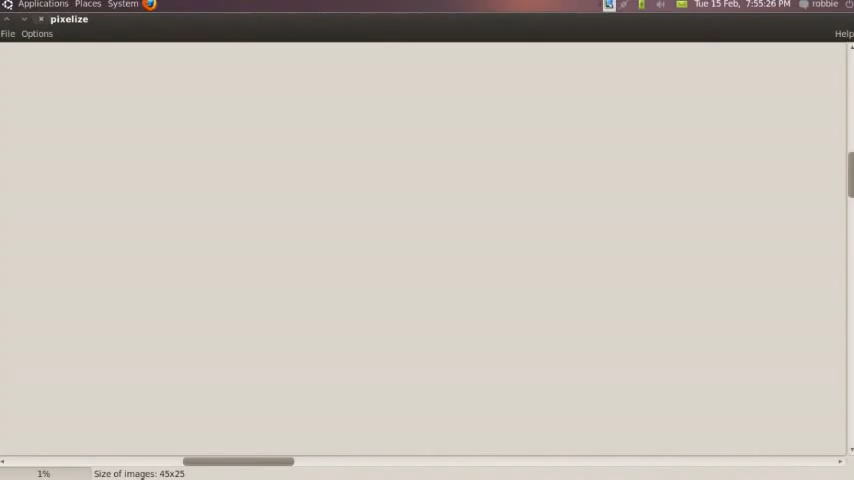 Applications Places System Tue 15 Feb, 7:55:26 PM robbie
pixelize
File Options Help
1% Size of images: 45x25